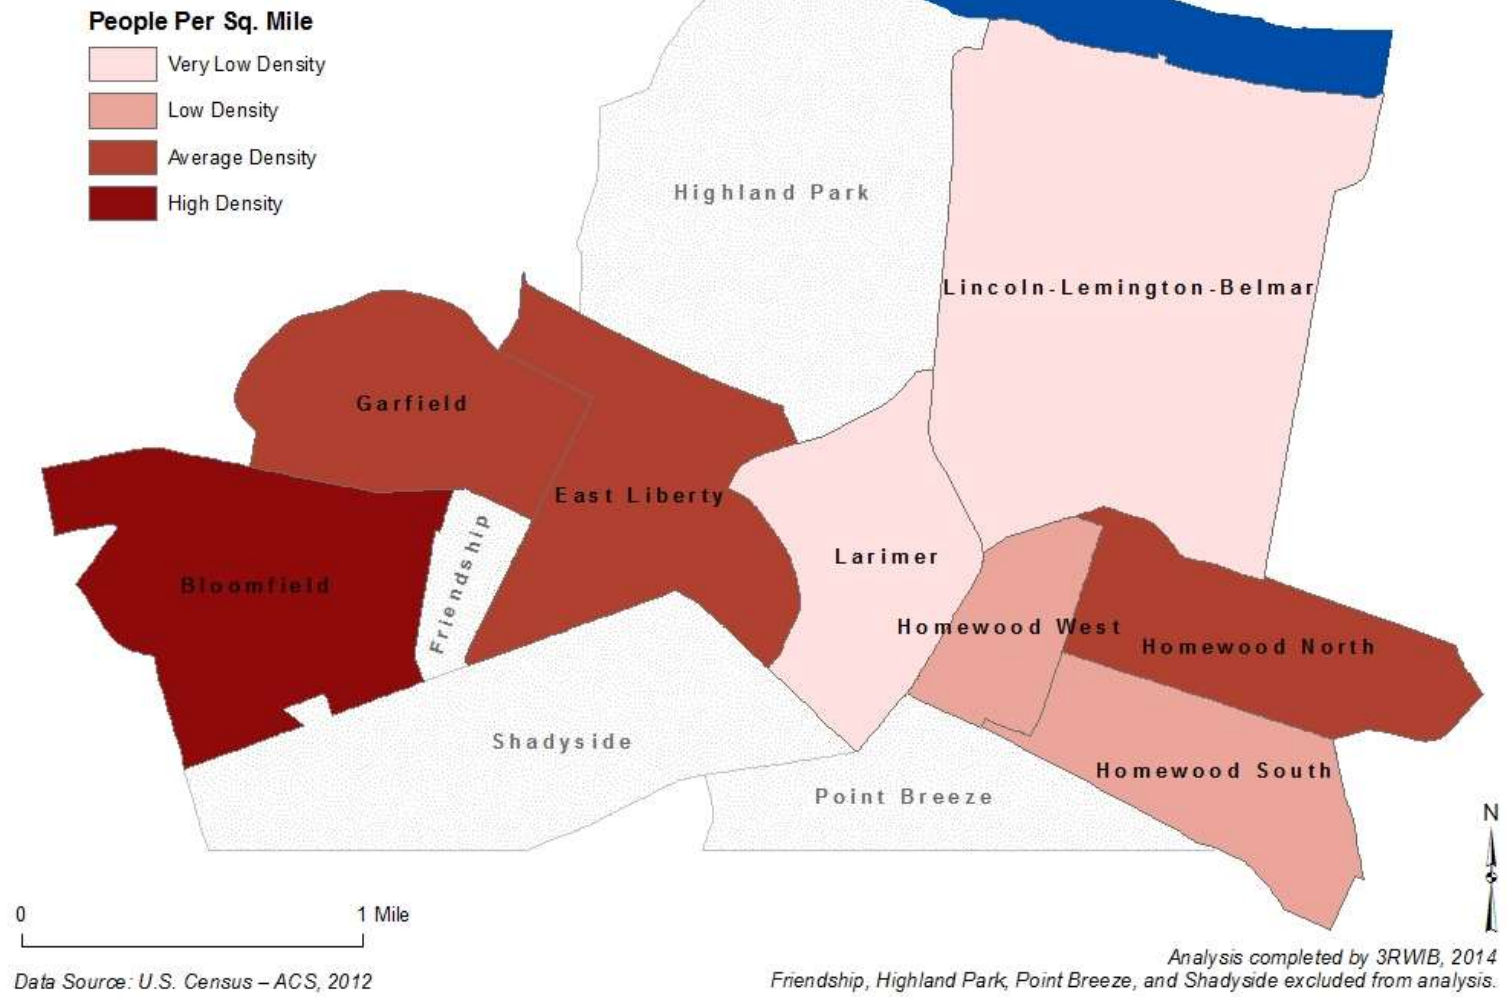 People Per Sq. Mile
Very Low Density
Low Density
Average Density
High Density
Highland Park
Lincoln-Lemington-Belmar
Garfield
East Liberty
Friendship
Larimer
Bloomfield
Homewood West
Homewood North
Shadyside
Point Breeze
Homewood South
N
0 1 Mile
Analysis completed by 3RWIB, 2014
Data Source: U.S. Census – ACS, 2012
Friendship, Highland Park, Point Breeze, and Shadyside excluded from analysis.